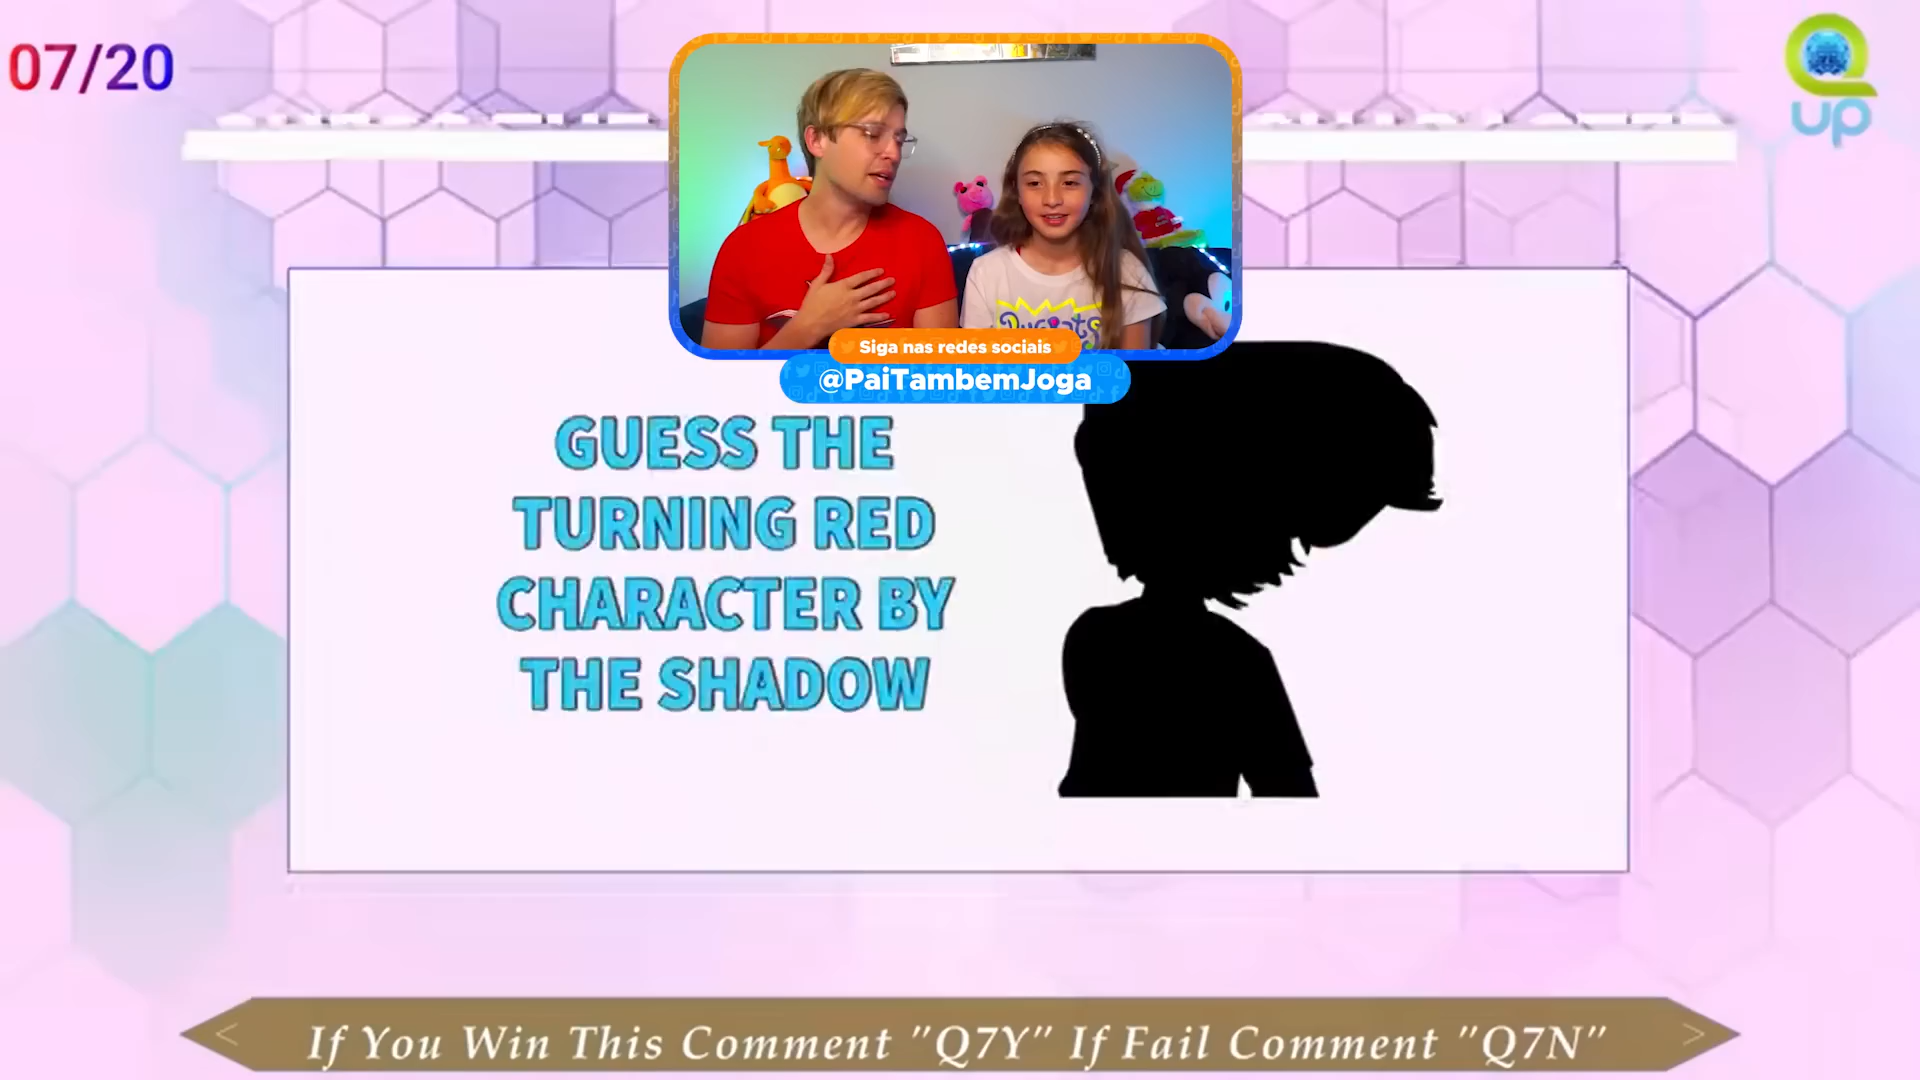 07/20
up
Siga nas redes sociais
@PaiTambemJoga
GUESS THE
TURNING RED
CHARACTER BY
THE SHADOW
If You Win This Comment "Q7Y" If Fail Comment "Q7N"